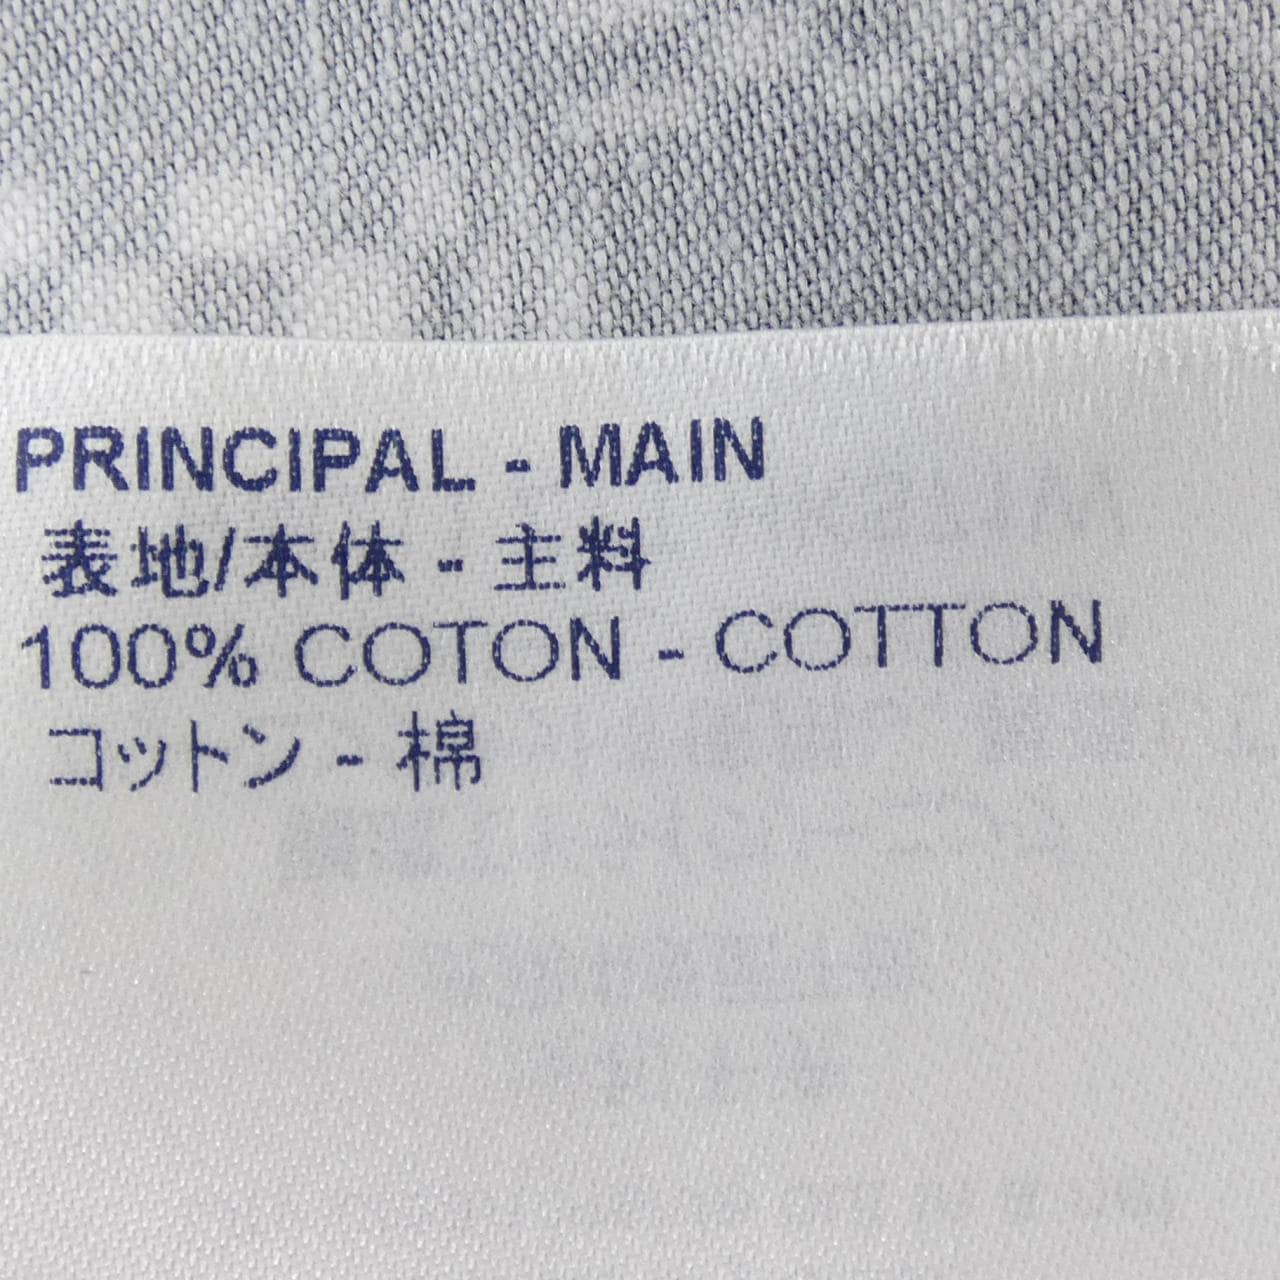 PRINCIPAL - MAIN
表地/本体 - 主料
100% COTON - COTTON
コットン - 棉